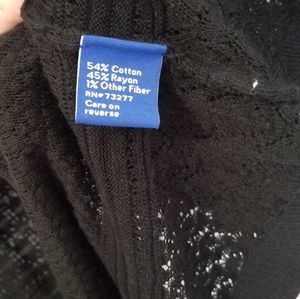 54% Cotton
45% Rayon
1% Other Fiber
RN# 73277
Care on
reverse